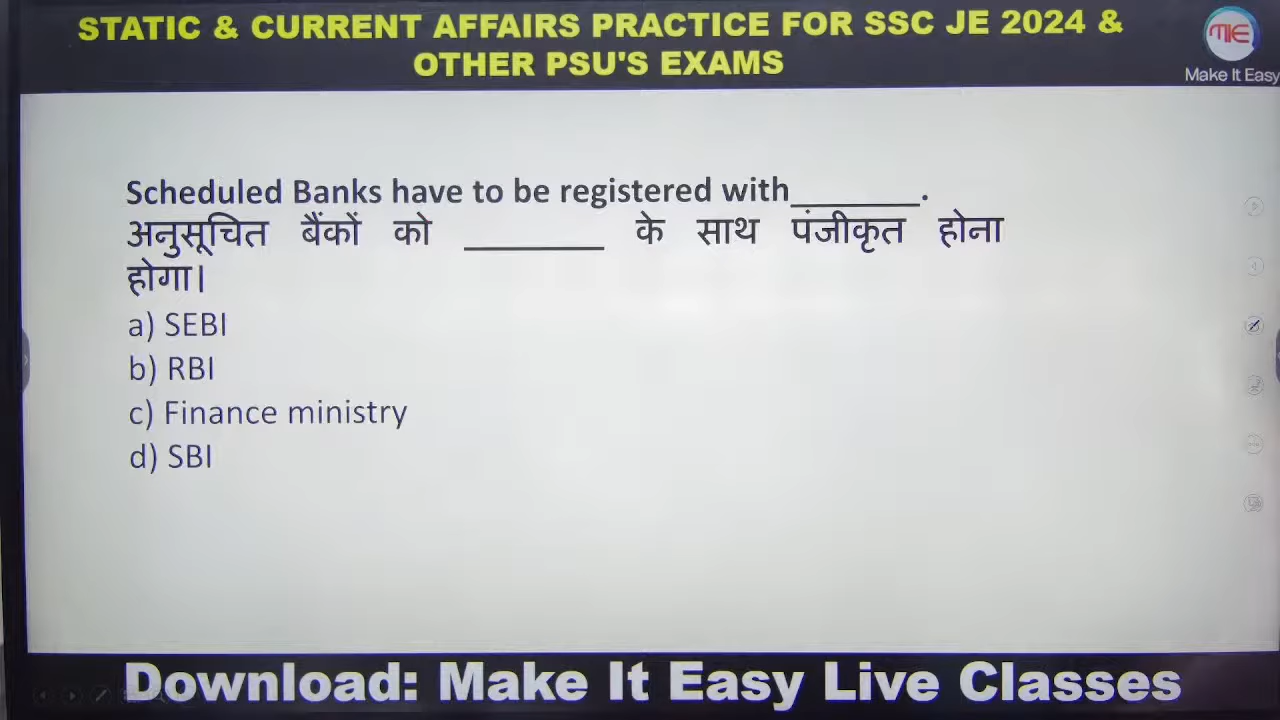 STATIC & CURRENT AFFAIRS PRACTICE FOR SSC JE 2024 &
OTHER PSU'S EXAMS
MIE
Make It Easy
Scheduled Banks have to be registered with________.
अनुसूचित बैंकों को ________ के साथ पंजीकृत होना
होगा।
a) SEBI
b) RBI
c) Finance ministry
d) SBI
Download: Make It Easy Live Classes